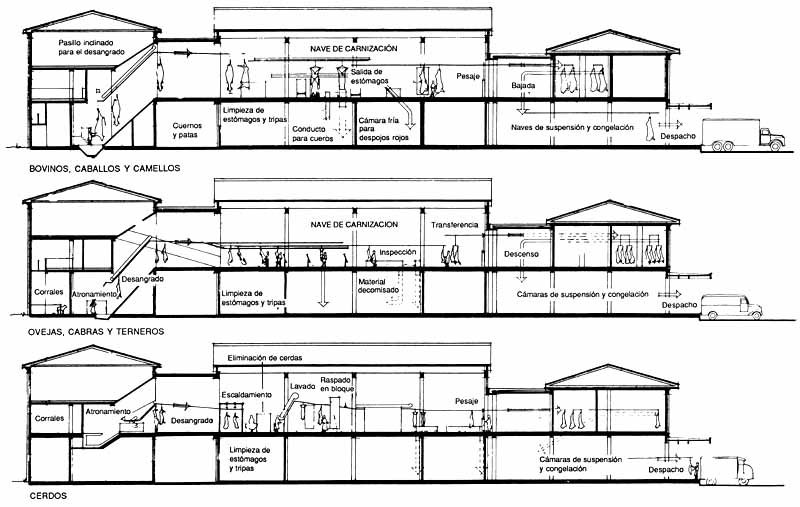 Pasillo inclinado
para el desangrado
NAVE DE CARNIZACIÓN
Salida de
estómagos
Pesaje
Bajada
Cuernos
y patas
Limpieza de
estómagos y tripas
Conducto
para cueros
Cámara fría
para
despojos rojos
Naves de suspensión y congelación
Despacho
BOVINOS, CABALLOS Y CAMELLOS
NAVE DE CARNIZACION
Transferencia
Inspección
Descenso
Corrales
Atronamiento
Desangrado
Limpieza de
estómagos y tripas
Material
decomisado
Cámaras de suspensión y congelación
Despacho
OVEJAS, CABRAS Y TERNEROS
Eliminación de cerdas
Escaldamiento
Lavado
Raspado
en bloque
Pesaje
Corrales
Atronamiento
Desangrado
Limpieza de
estómagos
y tripas
Cámaras de suspensión
y congelación
Despacho
CERDOS